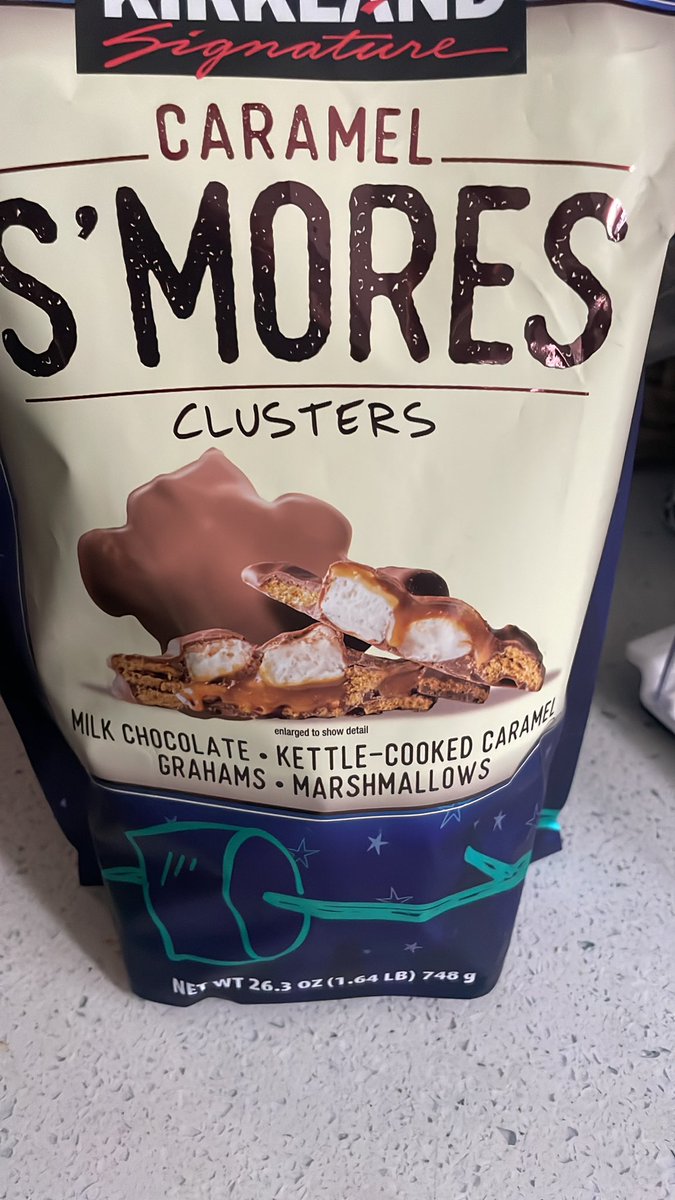 KIRKLAND
Signature
CARAMEL
S'MORES
CLUSTERS
enlarged to show detail
MILK CHOCOLATE • KETTLE-COOKED CARAMEL
GRAHAMS • MARSHMALLOWS
NET WT 26.3 OZ (1.64 LB) 748 g